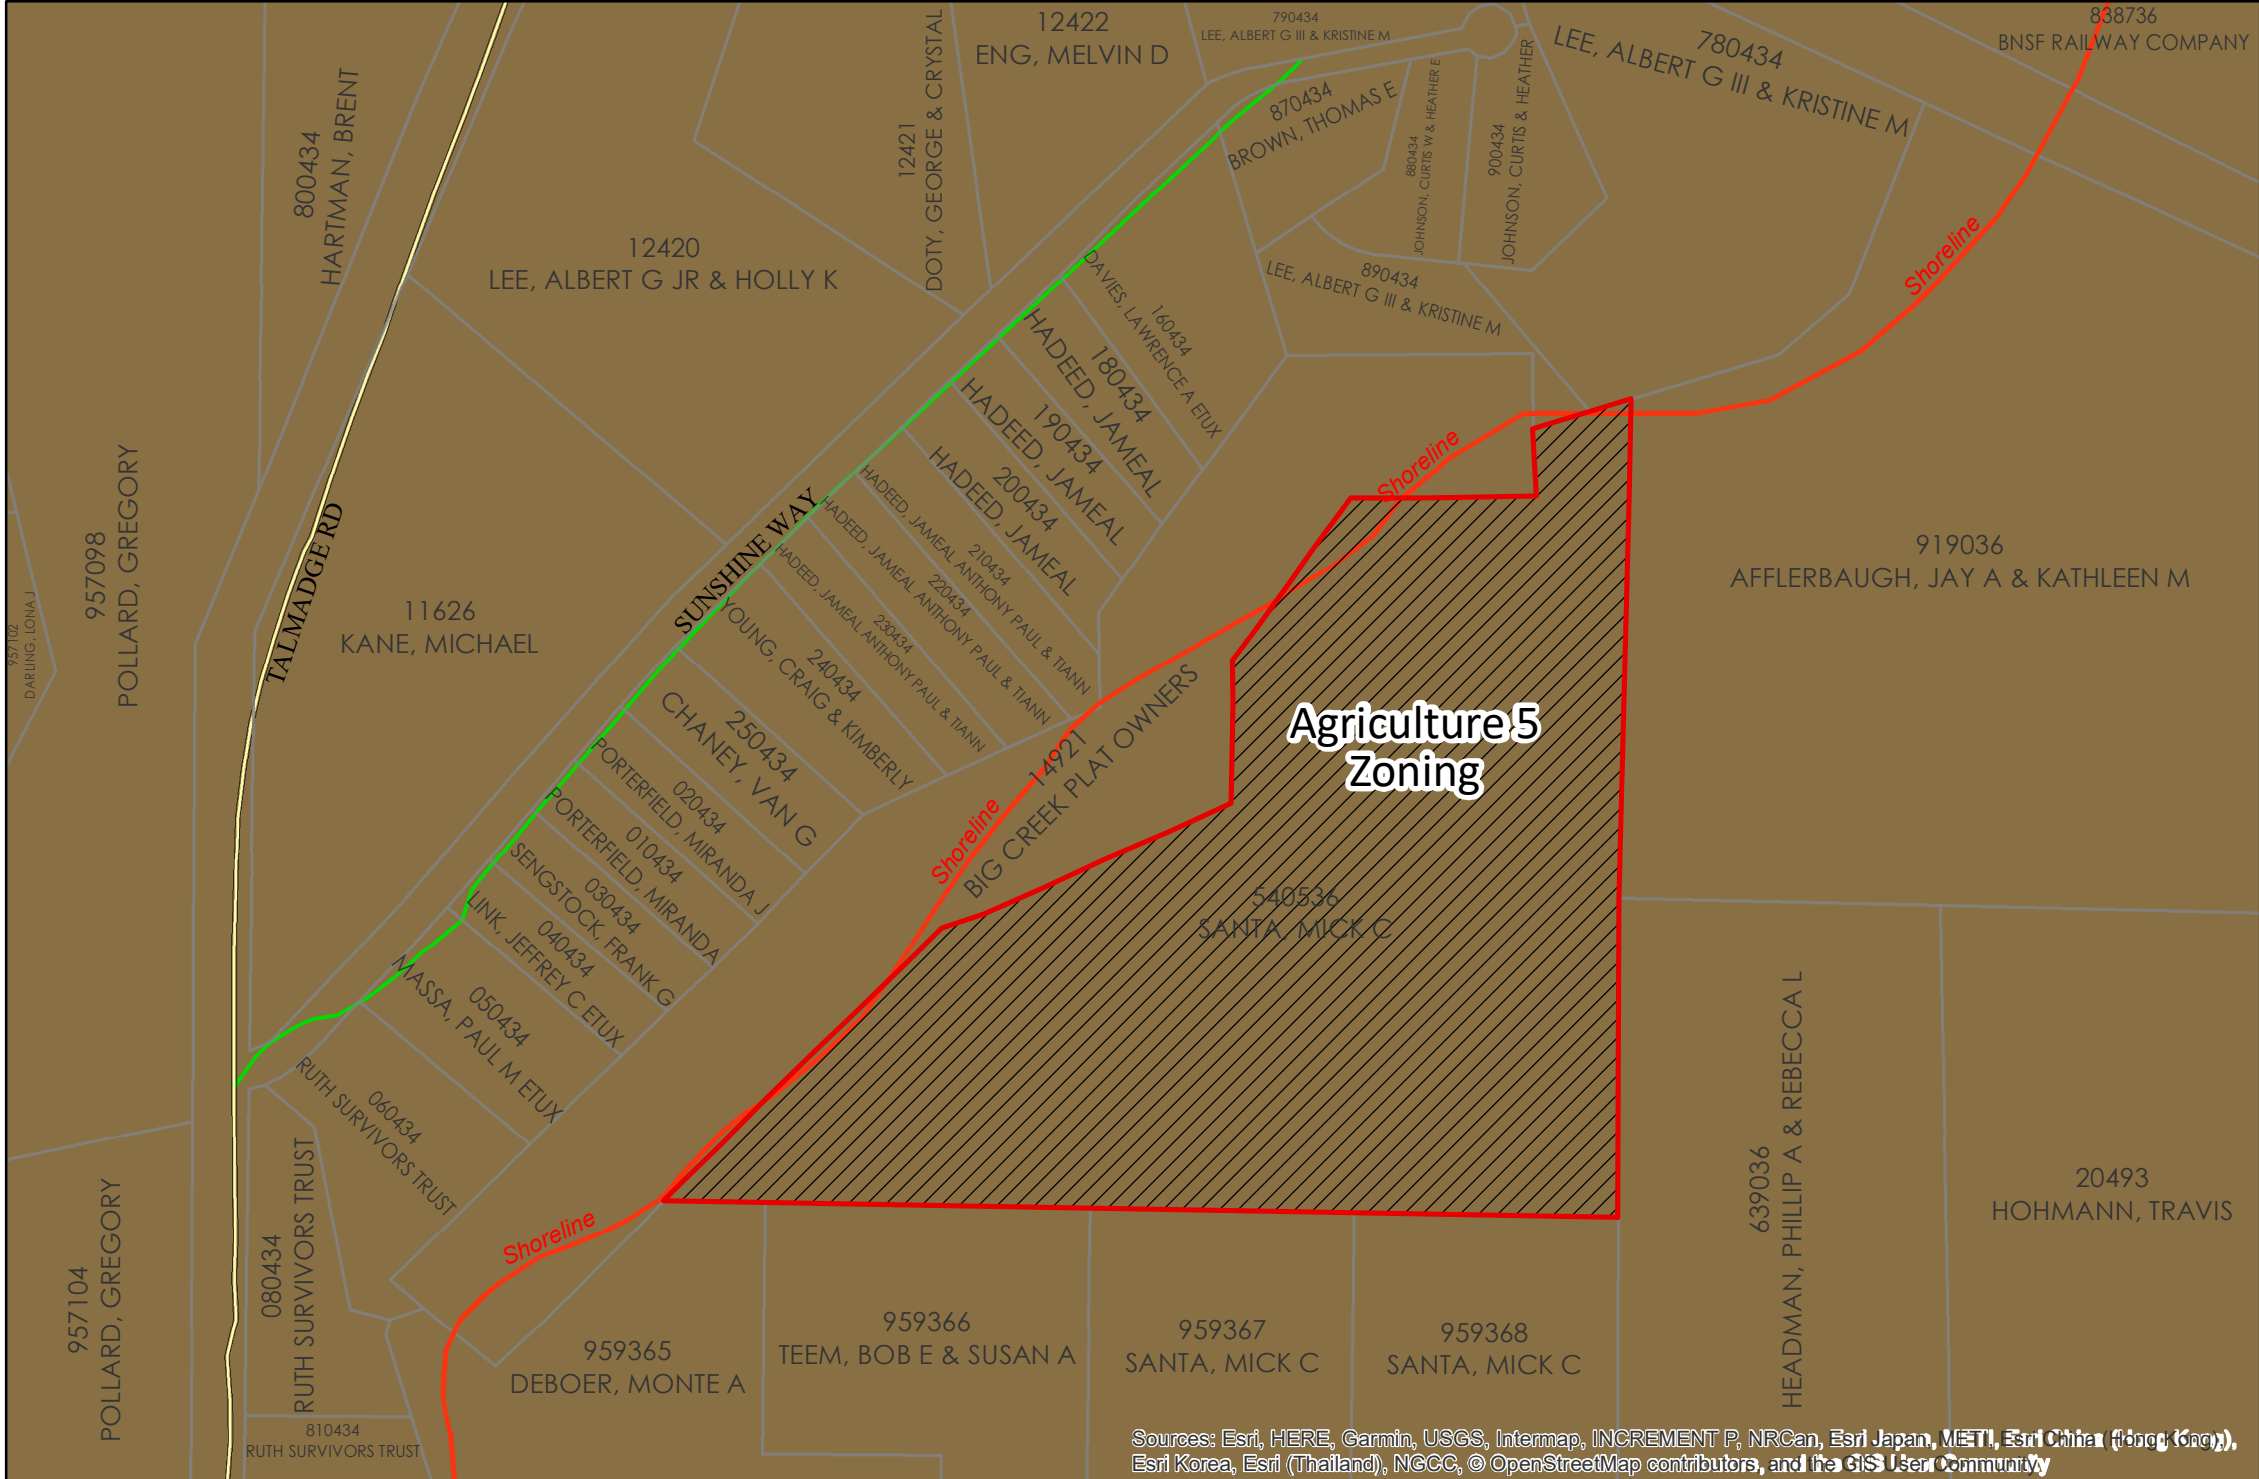 12422
ENG, MELVIN D
790434
LEE, ALBERT G III & KRISTINE M
780434
LEE, ALBERT G III & KRISTINE M
838736
BNSF RAILWAY COMPANY
800434
HARTMAN, BRENT
12421
DOTY, GEORGE & CRYSTAL
870434
BROWN, THOMAS E
880434
JOHNSON, CURTIS W & HEATHER E
900434
JOHNSON, CURTIS & HEATHER
12420
LEE, ALBERT G JR & HOLLY K
890434
LEE, ALBERT G III & KRISTINE M
Shoreline
160434
DAVIES, LAWRENCE A ETUX
180434
HADEED, JAMEAL
190434
HADEED, JAMEAL
200434
HADEED, JAMEAL
210434
HADEED, JAMEAL ANTHONY PAUL & TIANN
220434
HADEED, JAMEAL ANTHONY PAUL & TIANN
230434
HADEED, JAMEAL ANTHONY PAUL & TIANN
240434
YOUNG, CRAIG & KIMBERLY
250434
CHANEY, VAN G
Shoreline
957098
POLLARD, GREGORY
957102
DARLING, LONA J
TALMADGE RD
SUNSHINE WAY
11626
KANE, MICHAEL
919036
AFFLERBAUGH, JAY A & KATHLEEN M
Agriculture 5
Zoning
14921
BIG CREEK PLAT OWNERS
Shoreline
020434
PORTERFIELD, MIRANDA J
010434
PORTERFIELD, MIRANDA
030434
SENGSTOCK, FRANK G
040434
LINK, JEFFREY C ETUX
050434
MASSA, PAUL M ETUX
060434
RUTH SURVIVORS TRUST
540536
SANTA, MICK C
639036
HEADMAN, PHILLIP A & REBECCA L
20493
HOHMANN, TRAVIS
Shoreline
957104
POLLARD, GREGORY
080434
RUTH SURVIVORS TRUST
959365
DEBOER, MONTE A
959366
TEEM, BOB E & SUSAN A
959367
SANTA, MICK C
959368
SANTA, MICK C
810434
RUTH SURVIVORS TRUST
Sources: Esri, HERE, Garmin, USGS, Intermap, INCREMENT P, NRCan, Esri Japan, METI, Esri China (Hong Kong),
Esri Korea, Esri (Thailand), NGCC, © OpenStreetMap contributors, and the GIS User Community